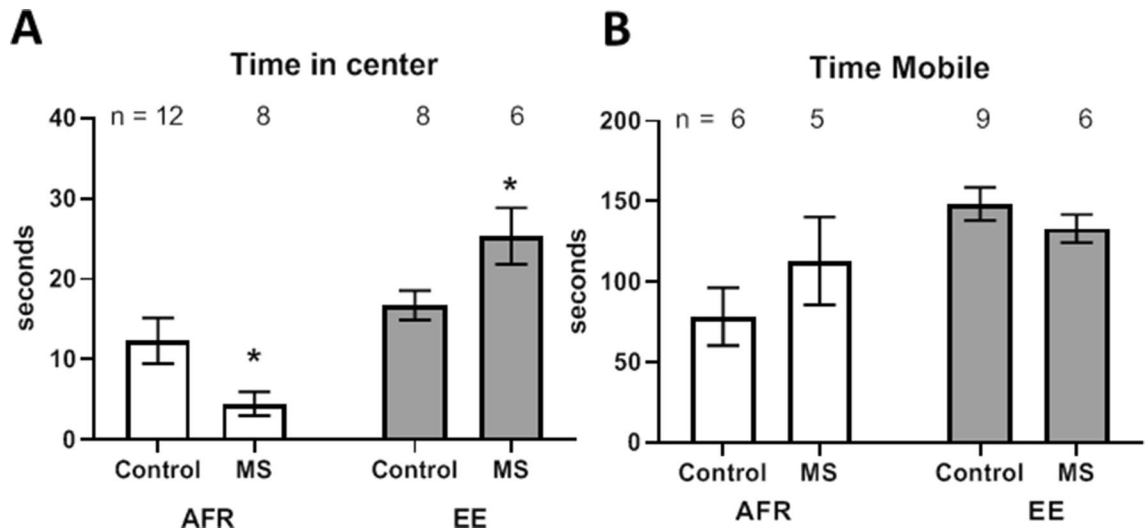 A
Time in center
n = 12 8 8 6
40
30
20
10
0
seconds
* *
Control MS Control MS
AFR EE
B
Time Mobile
n = 6 5 9 6
200
150
100
50
0
seconds
Control MS Control MS
AFR EE